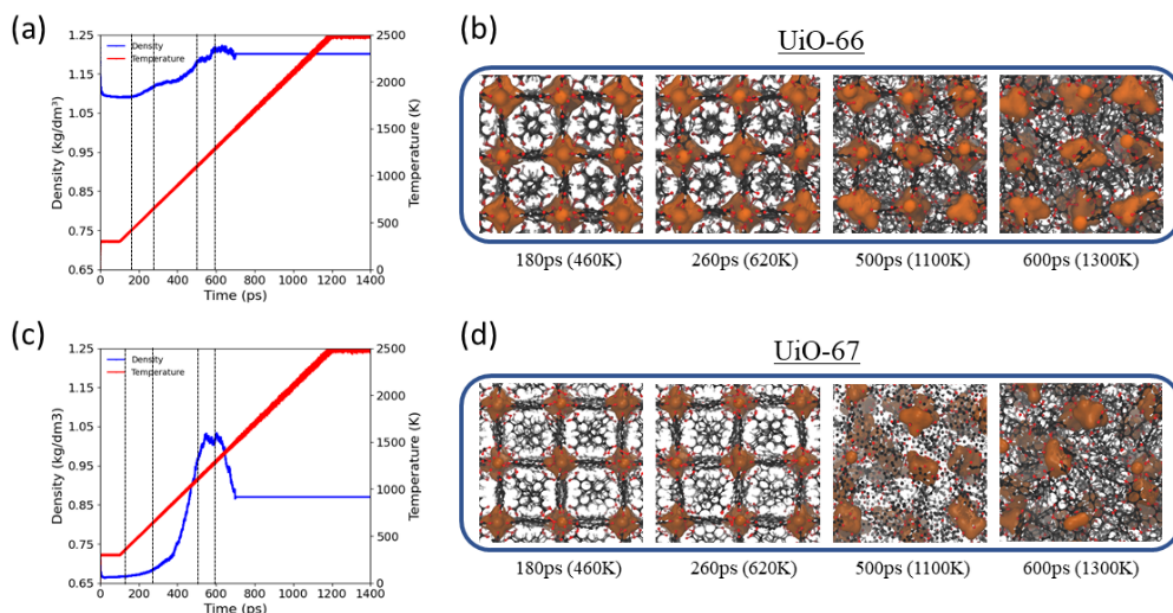 (a)
1.25
1.15
1.05
0.95
0.85
0.75
0.65
Density (kg/dm³)
Density
Temperature
2500
2000
1500
1000
500
0
Temperature (K)
0 200 400 600 800 1000 1200 1400
Time (ps)
(b)
UiO-66
180ps (460K) 260ps (620K) 500ps (1100K) 600ps (1300K)
(c)
1.25
1.15
1.05
0.95
0.85
0.75
0.65
Density (kg/dm3)
Density
Temperature
2500
2000
1500
1000
500
0
Temperature (K)
0 200 400 600 800 1000 1200 1400
Time (ps)
(d)
UiO-67
180ps (460K) 260ps (620K) 500ps (1100K) 600ps (1300K)